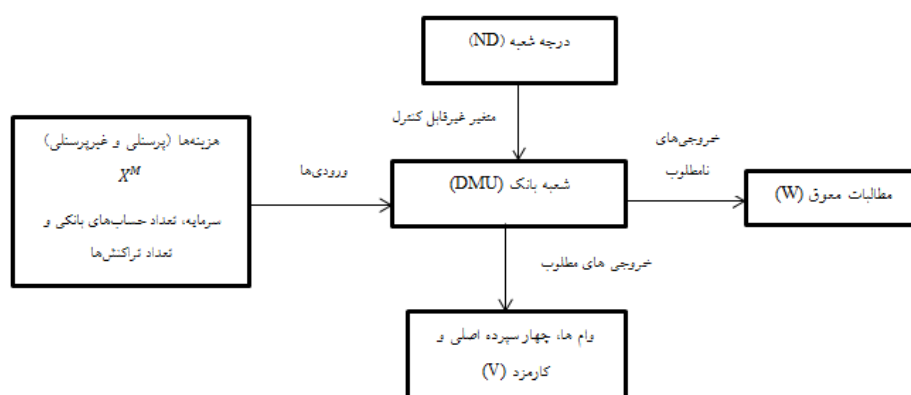 درجه شعبه (ND)
متغیر غیرقابل کنترل
هزینه‌ها (پرسنلی و غیرپرسنلی)
X^M
سرمایه، تعداد حساب‌های بانکی و
تعداد تراکنش‌ها
ورودی‌ها
شعبه بانک (DMU)
خروجی‌های
نامطلوب
مطالبات معوق (W)
خروجی های مطلوب
وام ها، چهار سپرده اصلی و
کارمزد (V)